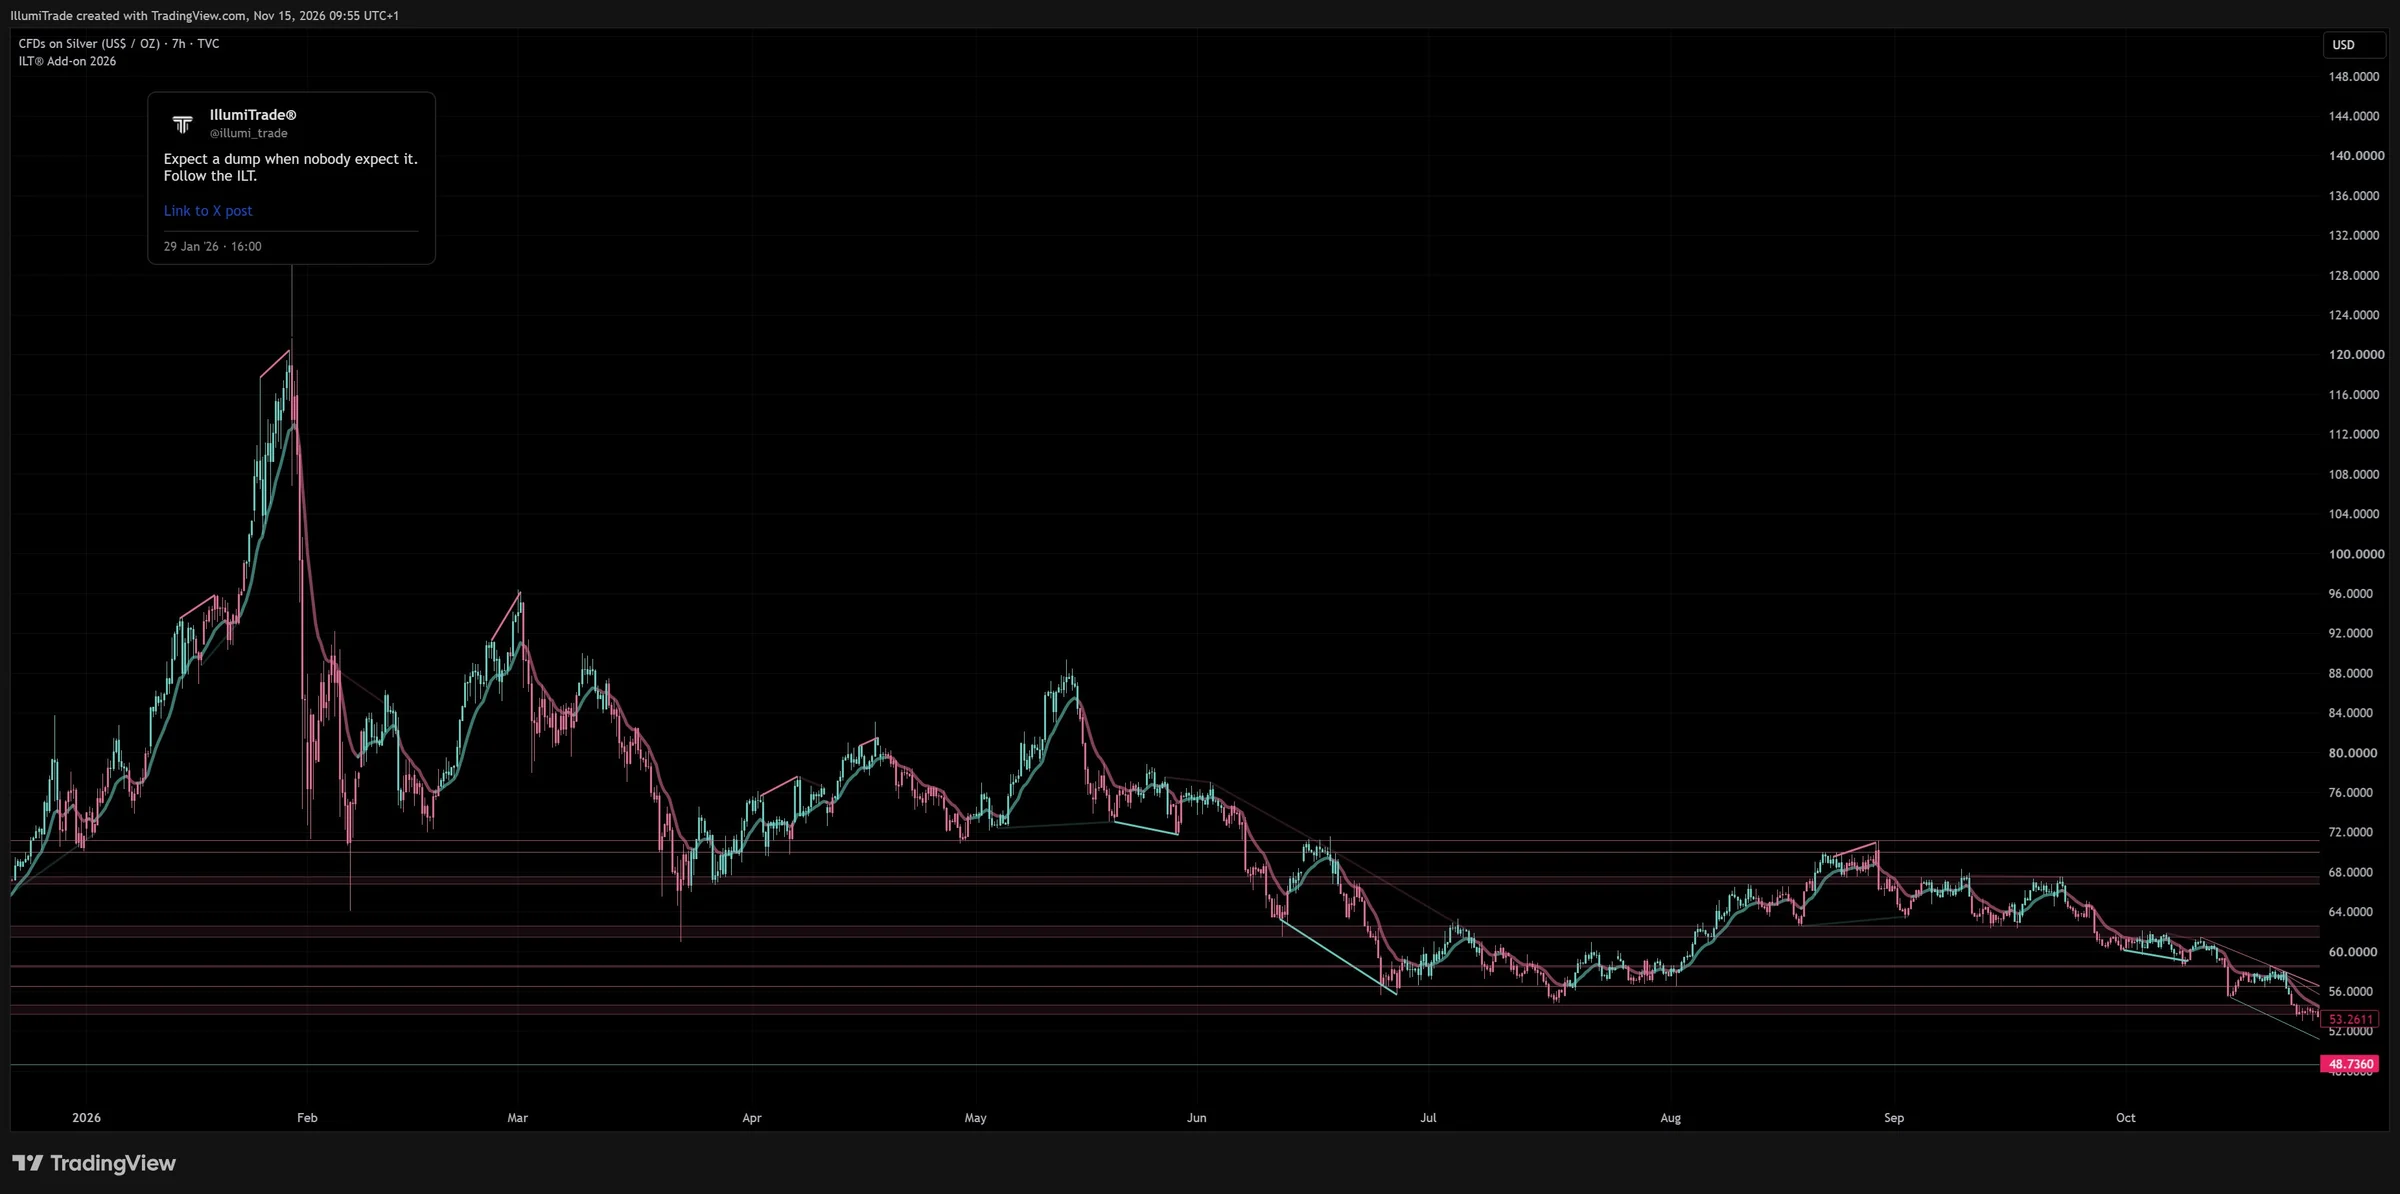 IllumiTrade created with TradingView.com, Nov 15, 2026 09:55 UTC+1
CFDs on Silver (US$ / OZ) · 7h · TVC
ILT® Add-on 2026
USD
IllumiTrade®
@illumi_trade
Expect a dump when nobody expect it.
Follow the ILT.
Link to X post
29 Jan '26 · 16:00
148.0000
144.0000
140.0000
136.0000
132.0000
128.0000
124.0000
120.0000
116.0000
112.0000
108.0000
104.0000
100.0000
96.0000
92.0000
88.0000
84.0000
80.0000
76.0000
72.0000
68.0000
64.0000
60.0000
56.0000
53.2611
52.0000
48.7360
2026 Feb Mar Apr May Jun Jul Aug Sep Oct
TradingView